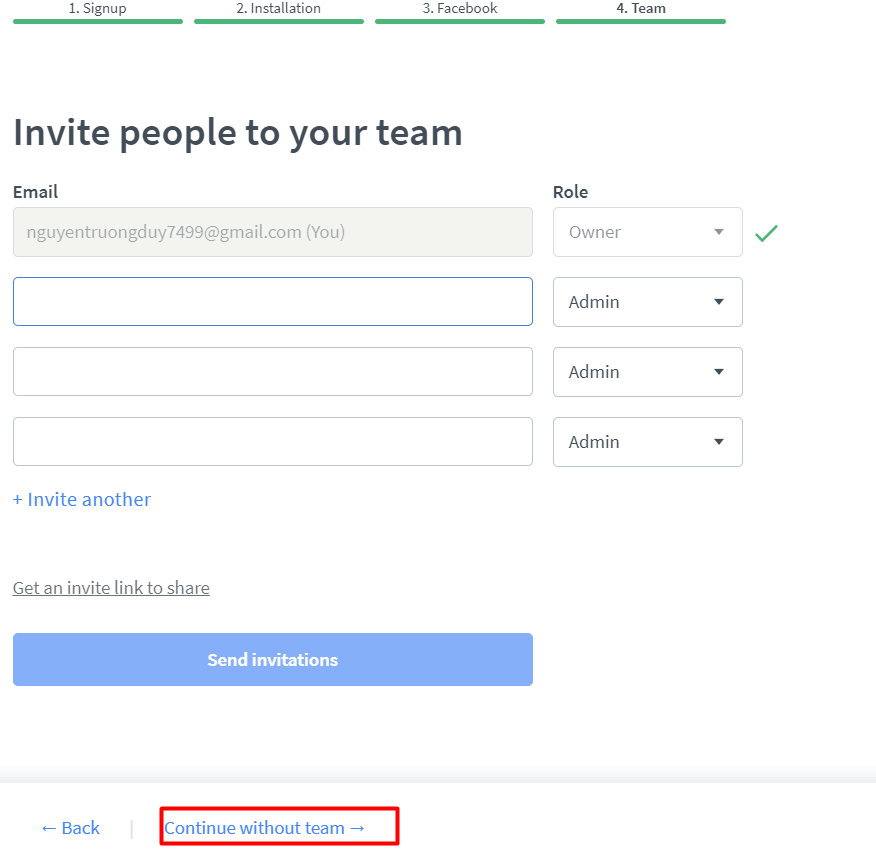 1. Signup 2. Installation 3. Facebook 4. Team
Invite people to your team
Email Role
nguyentruongduy7499@gmail.com (You) Owner
Admin
Admin
Admin
+ Invite another
Get an invite link to share
Send invitations
← Back | Continue without team →